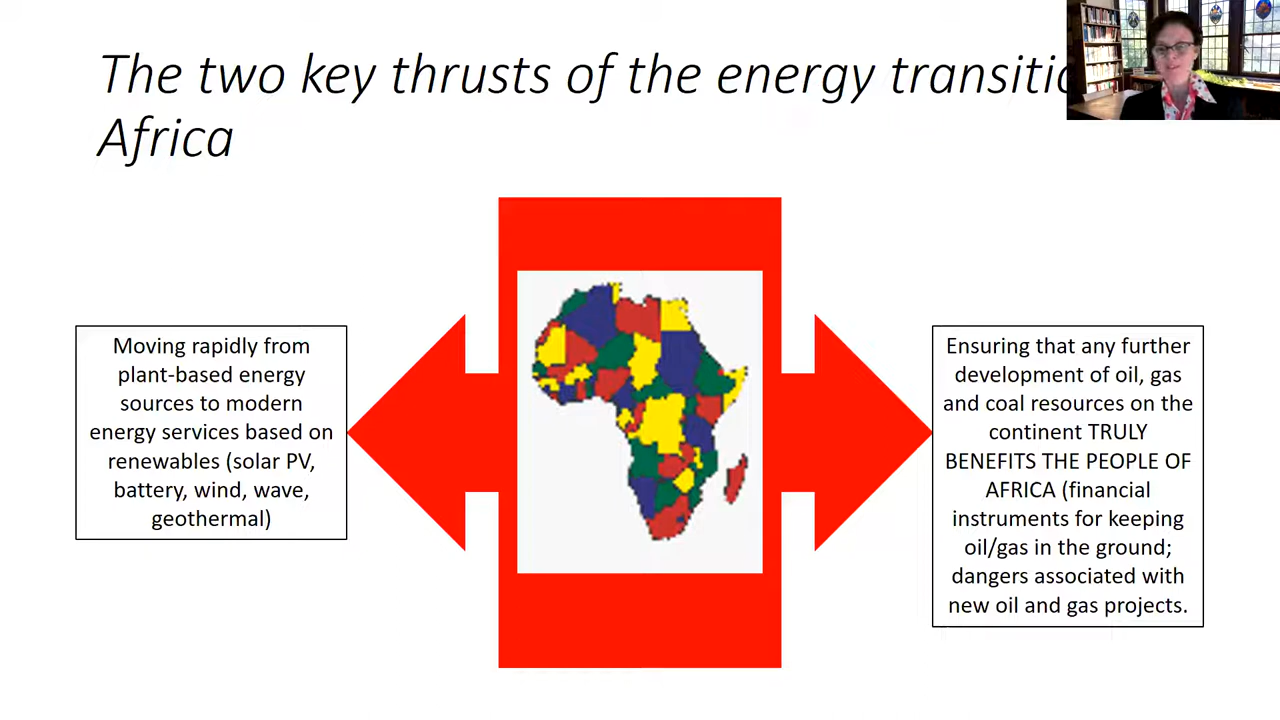 The two key thrusts of the energy
Africa
Moving rapidly from
plant-based energy
sources to modern
energy services based on
renewables (solar PV,
battery, wind, wave,
geothermal)
Ensuring that any further
development of oil, gas
and coal resources on the
continent TRULY
BENEFITS THE PEOPLE OF
AFRICA (financial
instruments for keeping
oil/gas in the ground;
dangers associated with
new oil and gas projects.